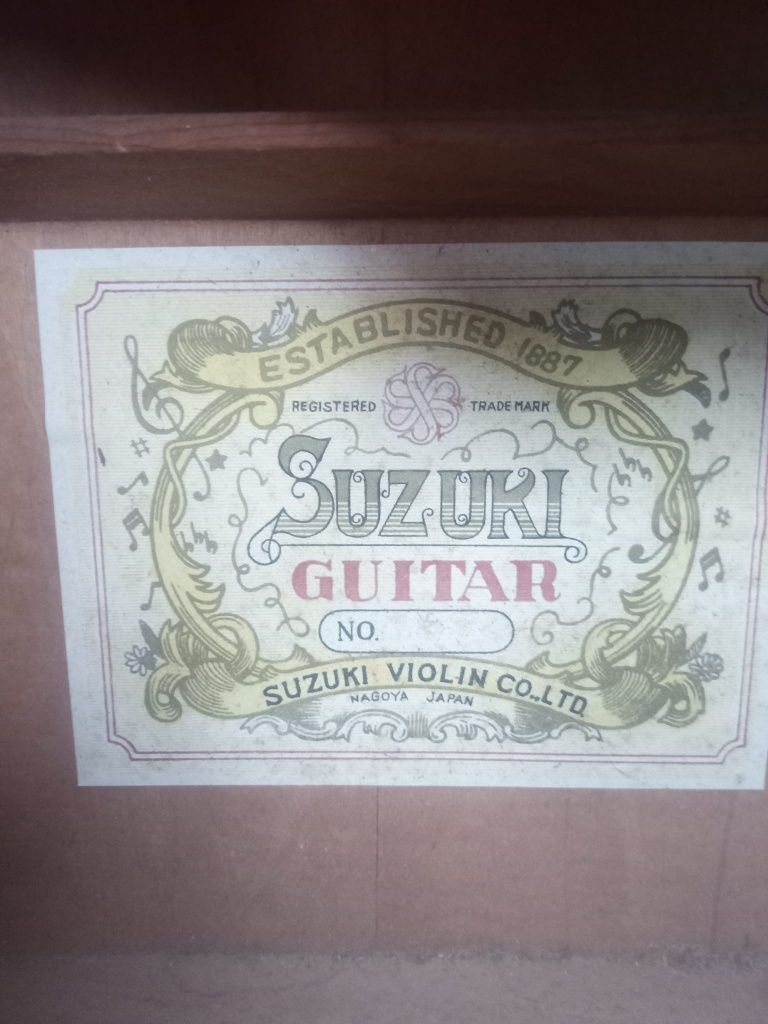 ESTABLISHED 1887
REGISTERED TRADE MARK
SUZUKI
GUITAR
NO.
SUZUKI VIOLIN CO.,LTD.
NAGOYA JAPAN